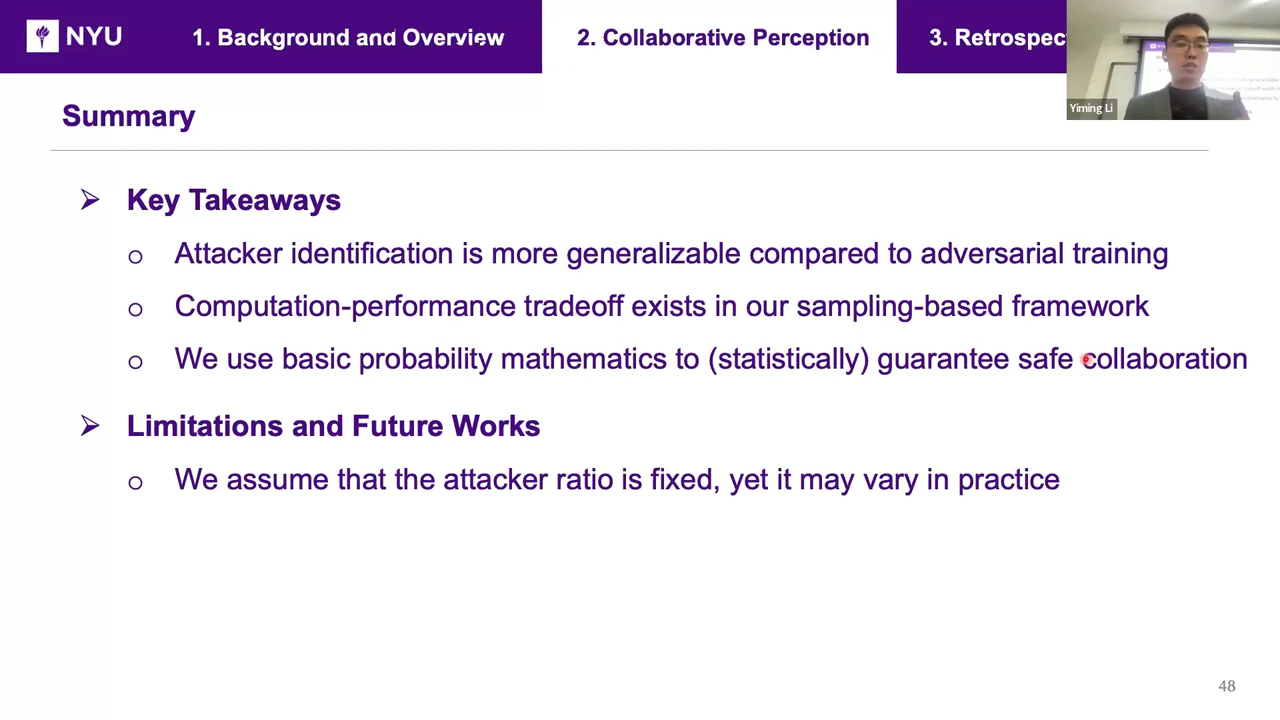 NYU
1. Background and Overview
2. Collaborative Perception
3. Retrospec
Yiming Li
Summary
Key Takeaways
Attacker identification is more generalizable compared to adversarial training
Computation-performance tradeoff exists in our sampling-based framework
We use basic probability mathematics to (statistically) guarantee safe collaboration
Limitations and Future Works
We assume that the attacker ratio is fixed, yet it may vary in practice
48